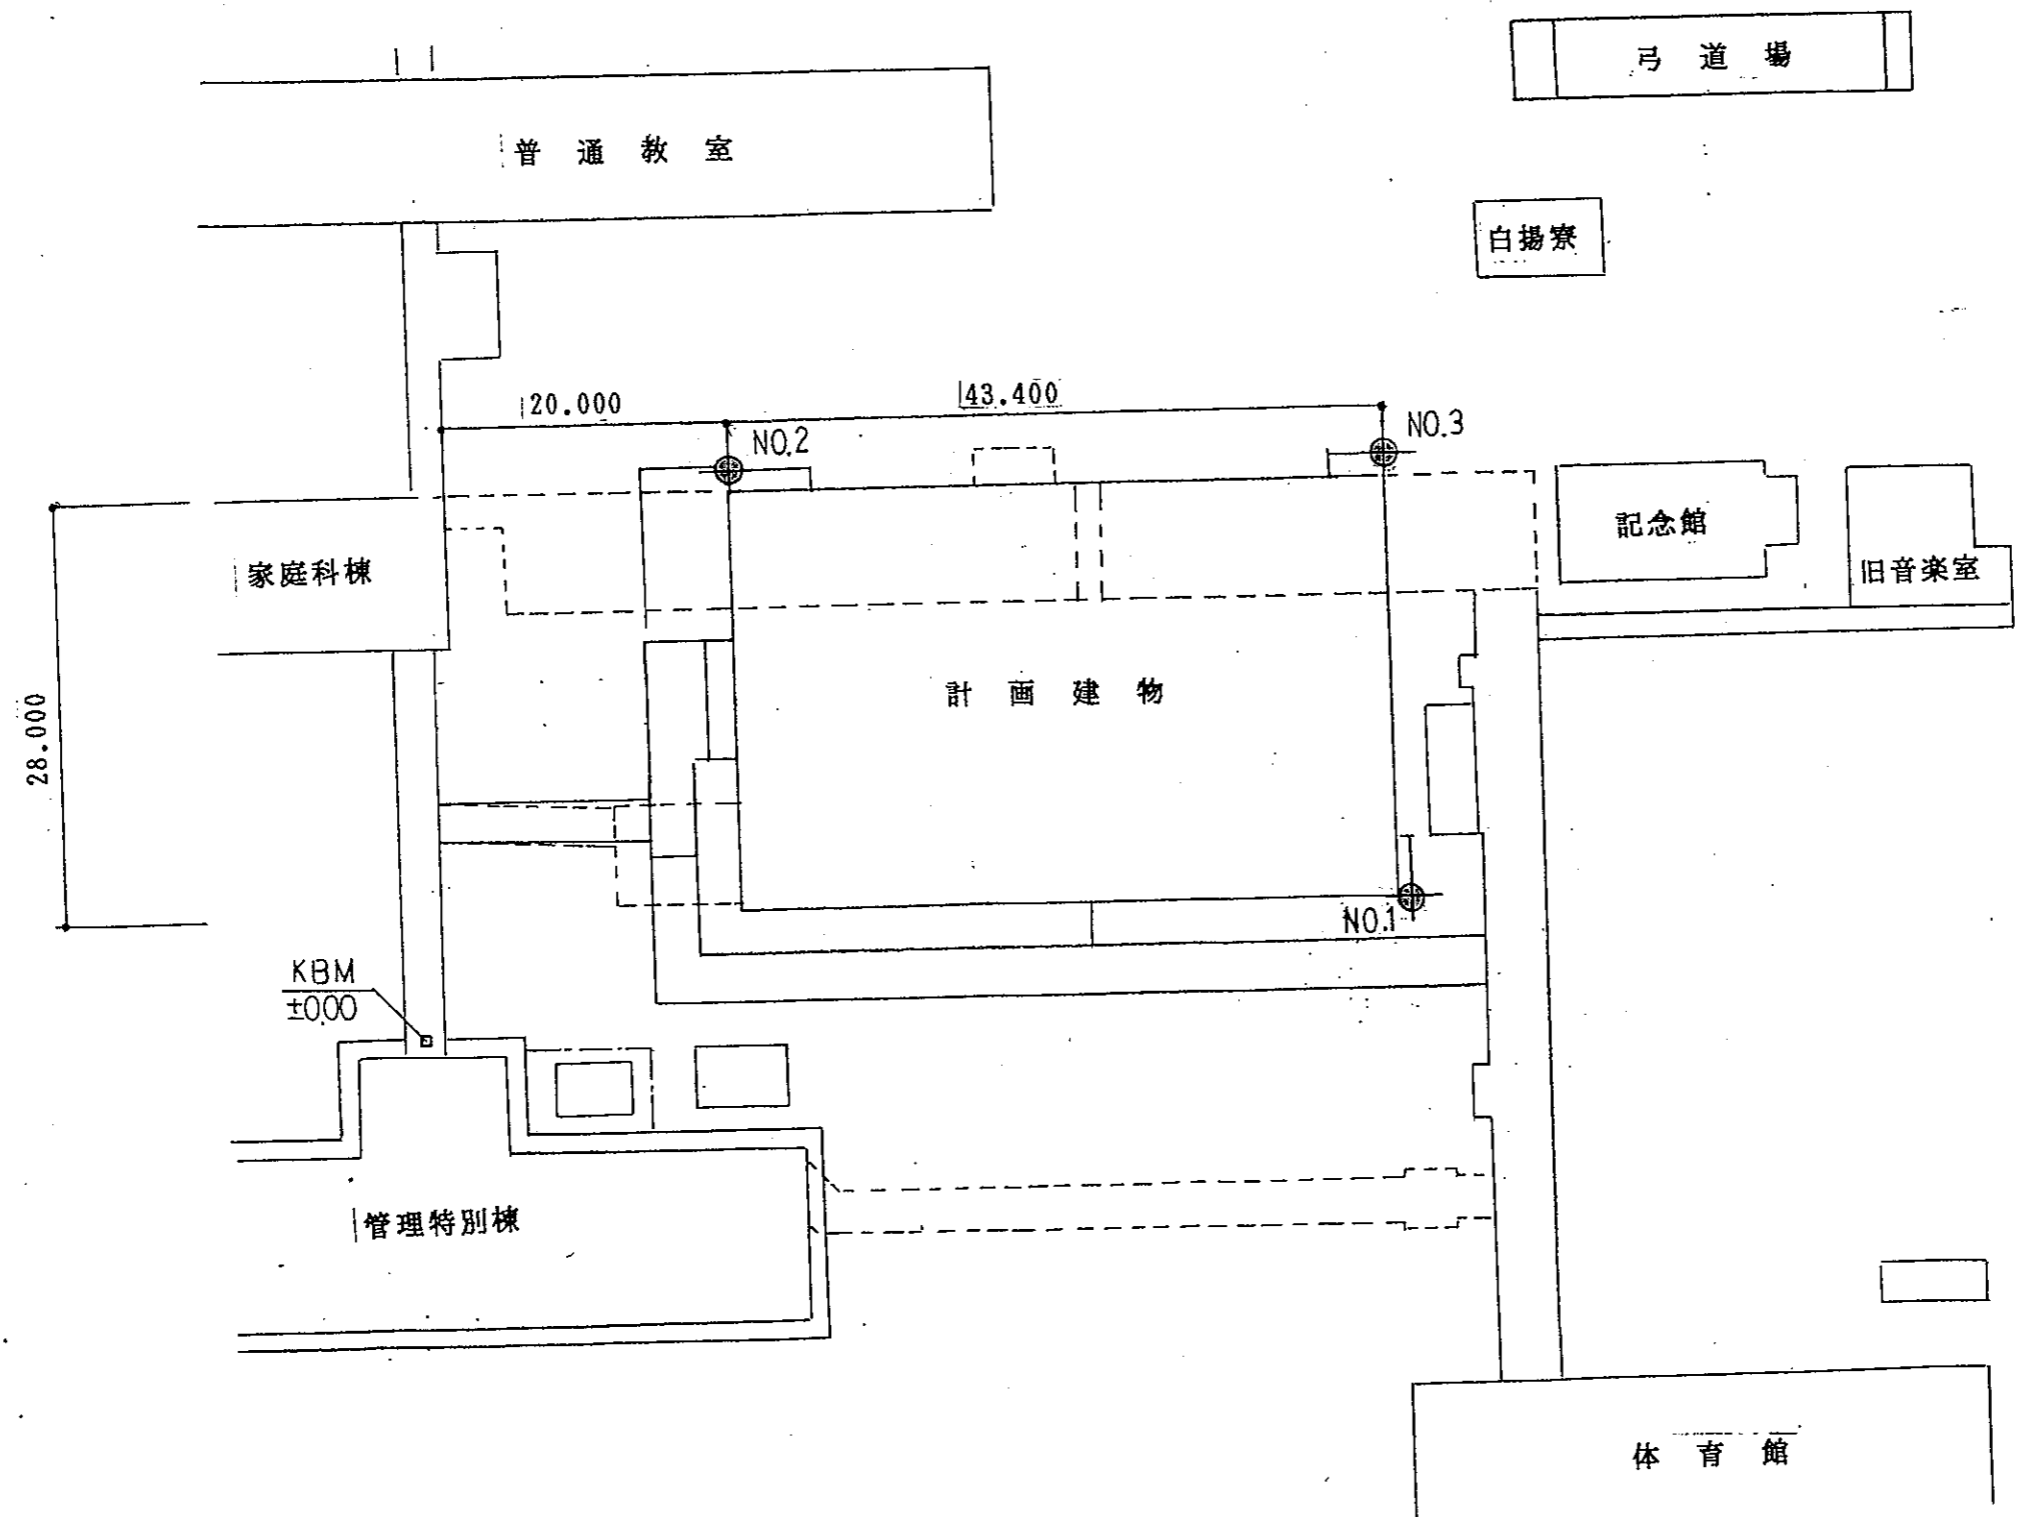 弓道場
普通教室
白揚寮
43.400
20.000
NO.3
NO.2
記念館
旧音楽室
家庭科棟
計画建物
28.000
NO.1
KBM
±0.00
管理特別棟
体育館